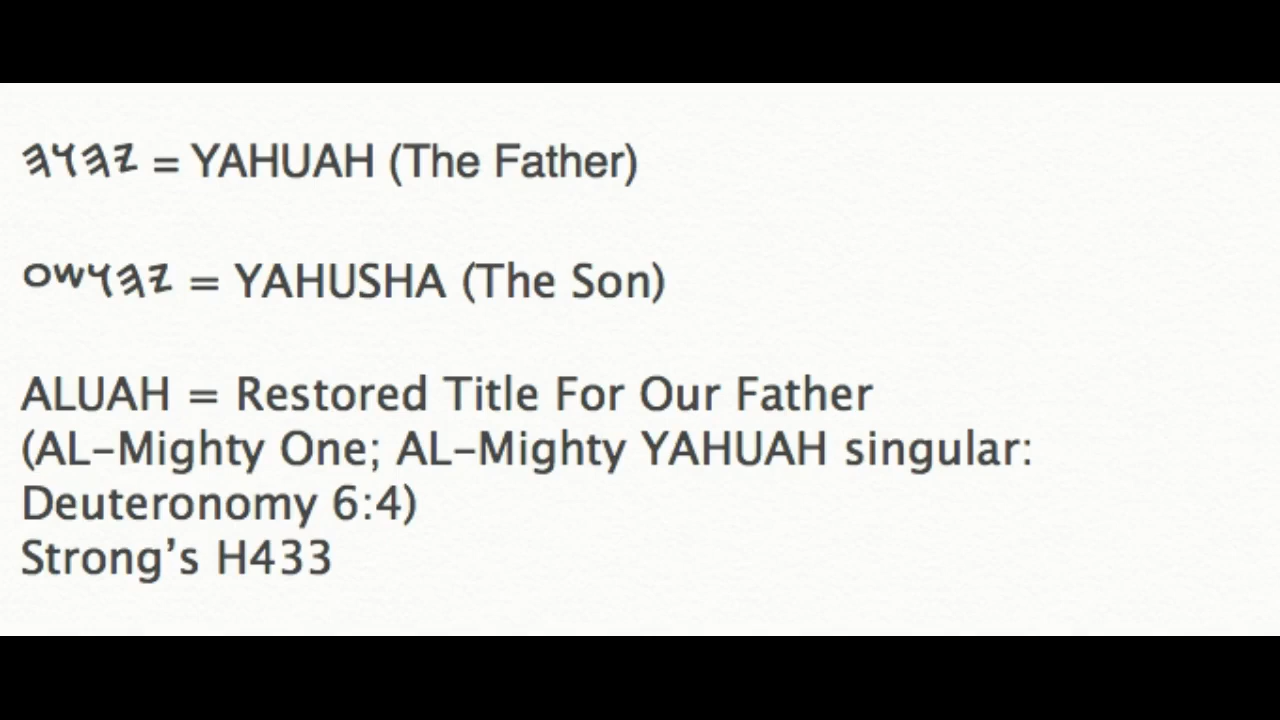 𐤉𐤄𐤅𐤄 = YAHUAH (The Father)
𐤉𐤄𐤅𐤔𐤏 = YAHUSHA (The Son)
ALUAH = Restored Title For Our Father
(AL-Mighty One; AL-Mighty YAHUAH singular:
Deuteronomy 6:4)
Strong’s H433